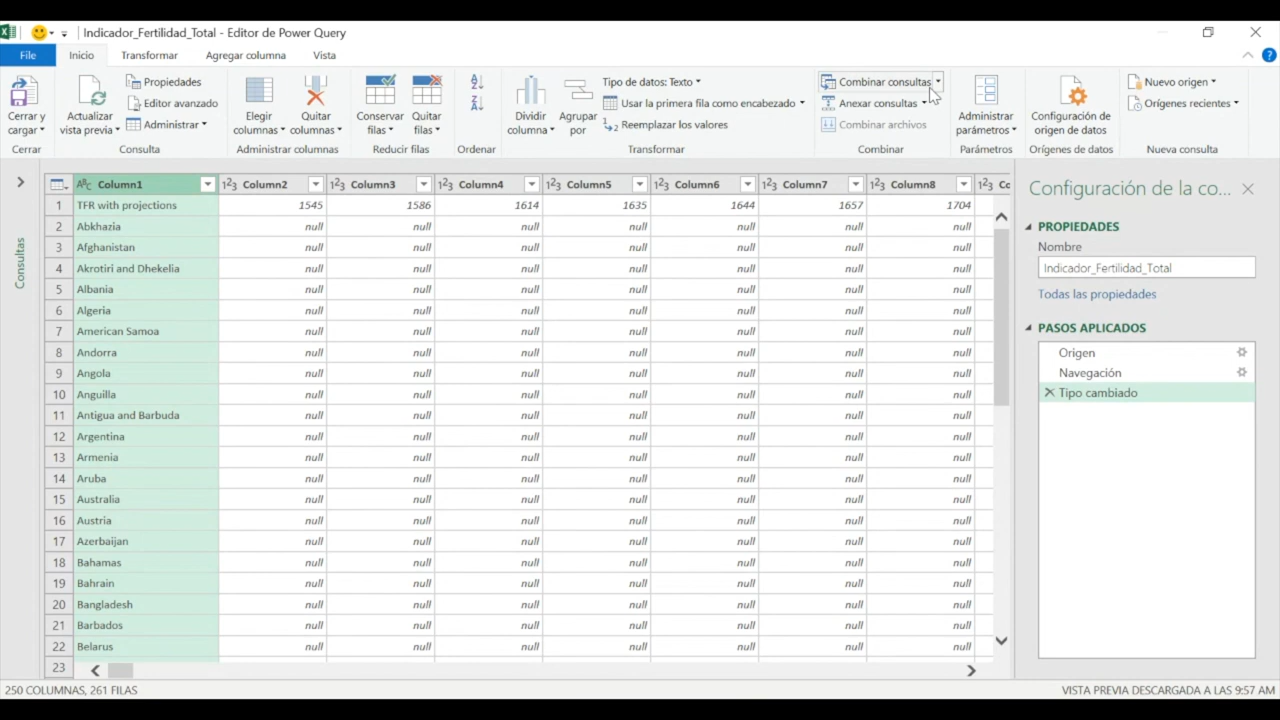 Indicador_Fertilidad_Total - Editor de Power Query
File Inicio Transformar Agregar columna Vista
Cerrar y cargar
Cerrar
Actualizar vista previa
Propiedades
Editor avanzado
Administrar
Consulta
Elegir columnas
Quitar columnas
Administrar columnas
Conservar filas
Quitar filas
Reducir filas
Ordenar
Dividir columna
Agrupar por
Tipo de datos: Texto
Usar la primera fila como encabezado
Reemplazar los valores
Transformar
Combinar consultas
Anexar consultas
Combinar archivos
Combinar
Administrar parámetros
Parámetros
Configuración de origen de datos
Orígenes de datos
Nuevo origen
Orígenes recientes
Nueva consulta
Consultas
Column1 Column2 Column3 Column4 Column5 Column6 Column7 Column8 Co
1 TFR with projections 1545 1586 1614 1635 1644 1657 1704
2 Abkhazia null null null null null null null
3 Afghanistan null null null null null null null
4 Akrotiri and Dhekelia null null null null null null null
5 Albania null null null null null null null
6 Algeria null null null null null null null
7 American Samoa null null null null null null null
8 Andorra null null null null null null null
9 Angola null null null null null null null
10 Anguilla null null null null null null null
11 Antigua and Barbuda null null null null null null null
12 Argentina null null null null null null null
13 Armenia null null null null null null null
14 Aruba null null null null null null null
15 Australia null null null null null null null
16 Austria null null null null null null null
17 Azerbaijan null null null null null null null
18 Bahamas null null null null null null null
19 Bahrain null null null null null null null
20 Bangladesh null null null null null null null
21 Barbados null null null null null null null
22 Belarus null null null null null null null
23
Configuración de la co...
PROPIEDADES
Nombre
Indicador_Fertilidad_Total
Todas las propiedades
PASOS APLICADOS
Origen
Navegación
Tipo cambiado
250 COLUMNAS, 261 FILAS
VISTA PREVIA DESCARGADA A LAS 9:57 AM